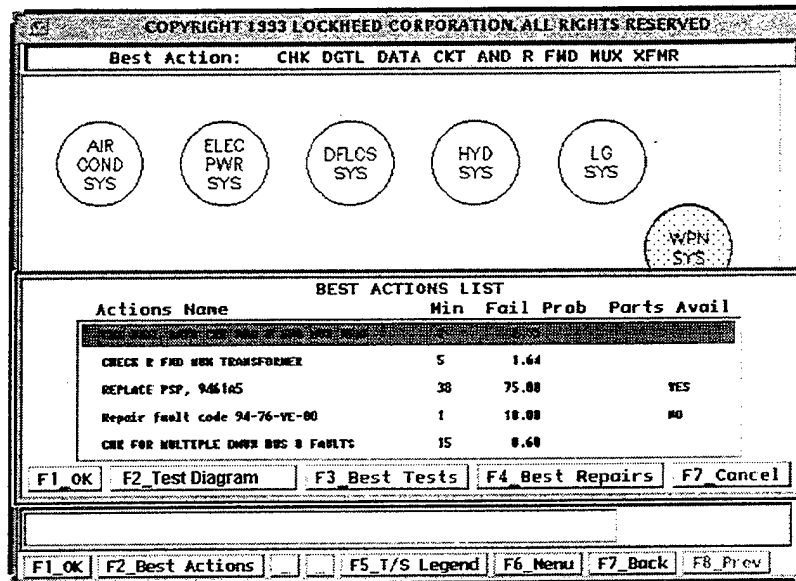 COPYRIGHT 1993 LOCKHEED CORPORATION. ALL RIGHTS RESERVED
Best Action: CHK DGTL DATA CKT AND R FWD MUX XFMR
AIR COND SYS
ELEC PWR SYS
DFLCS SYS
HYD SYS
LG SYS
WPN SYS
BEST ACTIONS LIST
Actions Name Min Fail Prob Parts Avail
CHECK R FWD MUX TRANSFORMER 5 1.64
REPLACE PSP, 9461A5 38 75.00 YES
Repair fault code 94-76-VE-80 1 10.00 NO
CHK FOR MULTIPLE DMUX BUS B FAULTS 15 0.60
F1_OK F2_Test Diagram F3_Best Tests F4_Best Repairs F7_Cancel
F1_OK F2_Best Actions _ _ F5_T/S Legend F6_Menu F7_Back F8_Prev